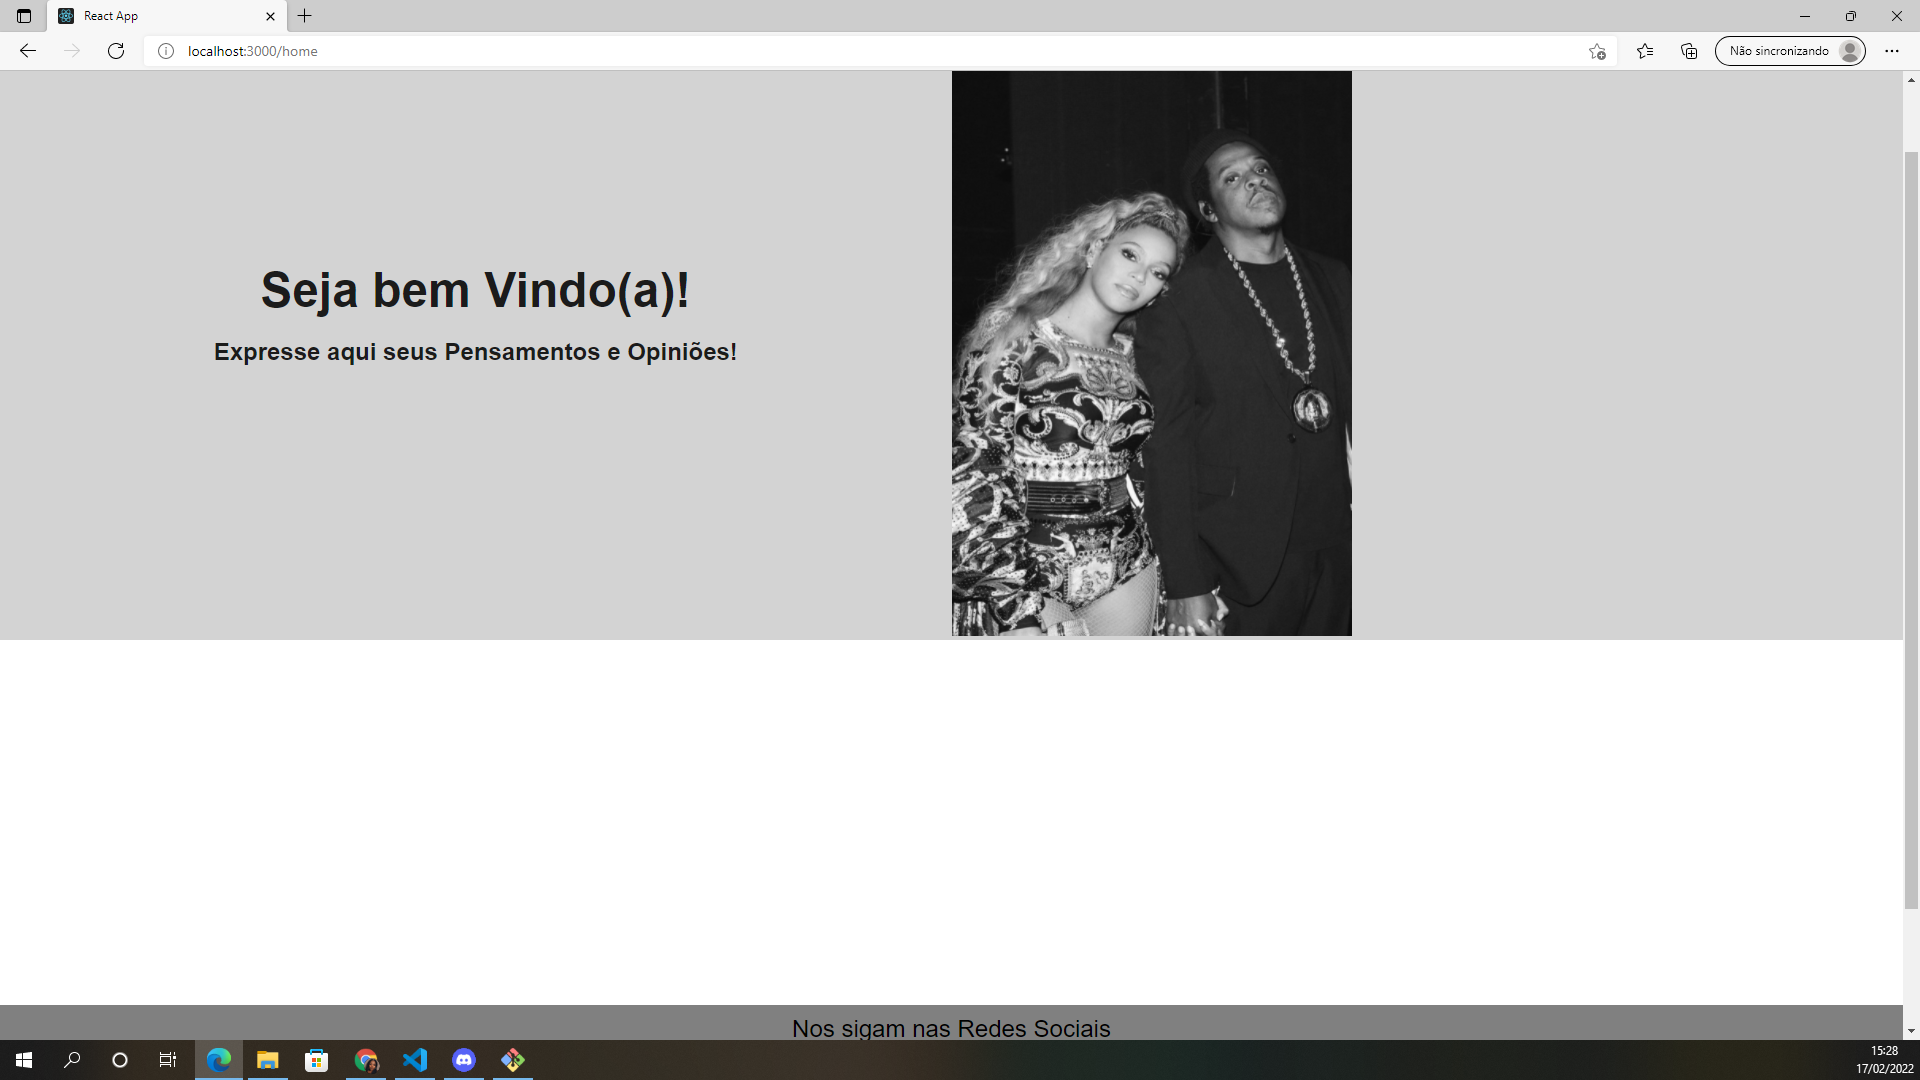 React App
localhost:3000/home
Não sincronizando
Seja bem Vindo(a)!
Expresse aqui seus Pensamentos e Opiniões!
Nos sigam nas Redes Sociais
15:28
17/02/2022